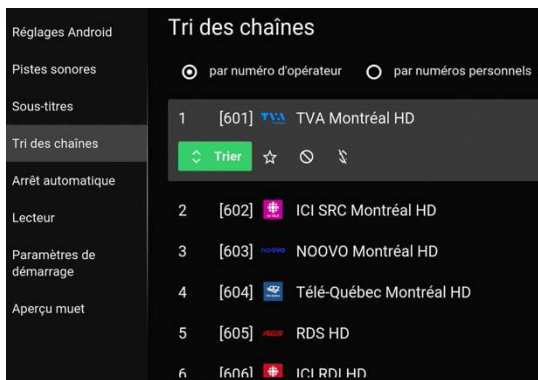 Réglages Android
Pistes sonores
Sous-titres
Tri des chaînes
Arrêt automatique
Lecteur
Paramètres de
démarrage
Aperçu muet
Tri des chaînes
par numéro d'opérateur par numéros personnels
1 [601] TVA TVA Montréal HD
Trier
2 [602] ICI SRC Montréal HD
3 [603] noovo NOOVO Montréal HD
4 [604] Télé-Québec Montréal HD
5 [605] RDS RDS HD
6 [606] ICI RDI HD